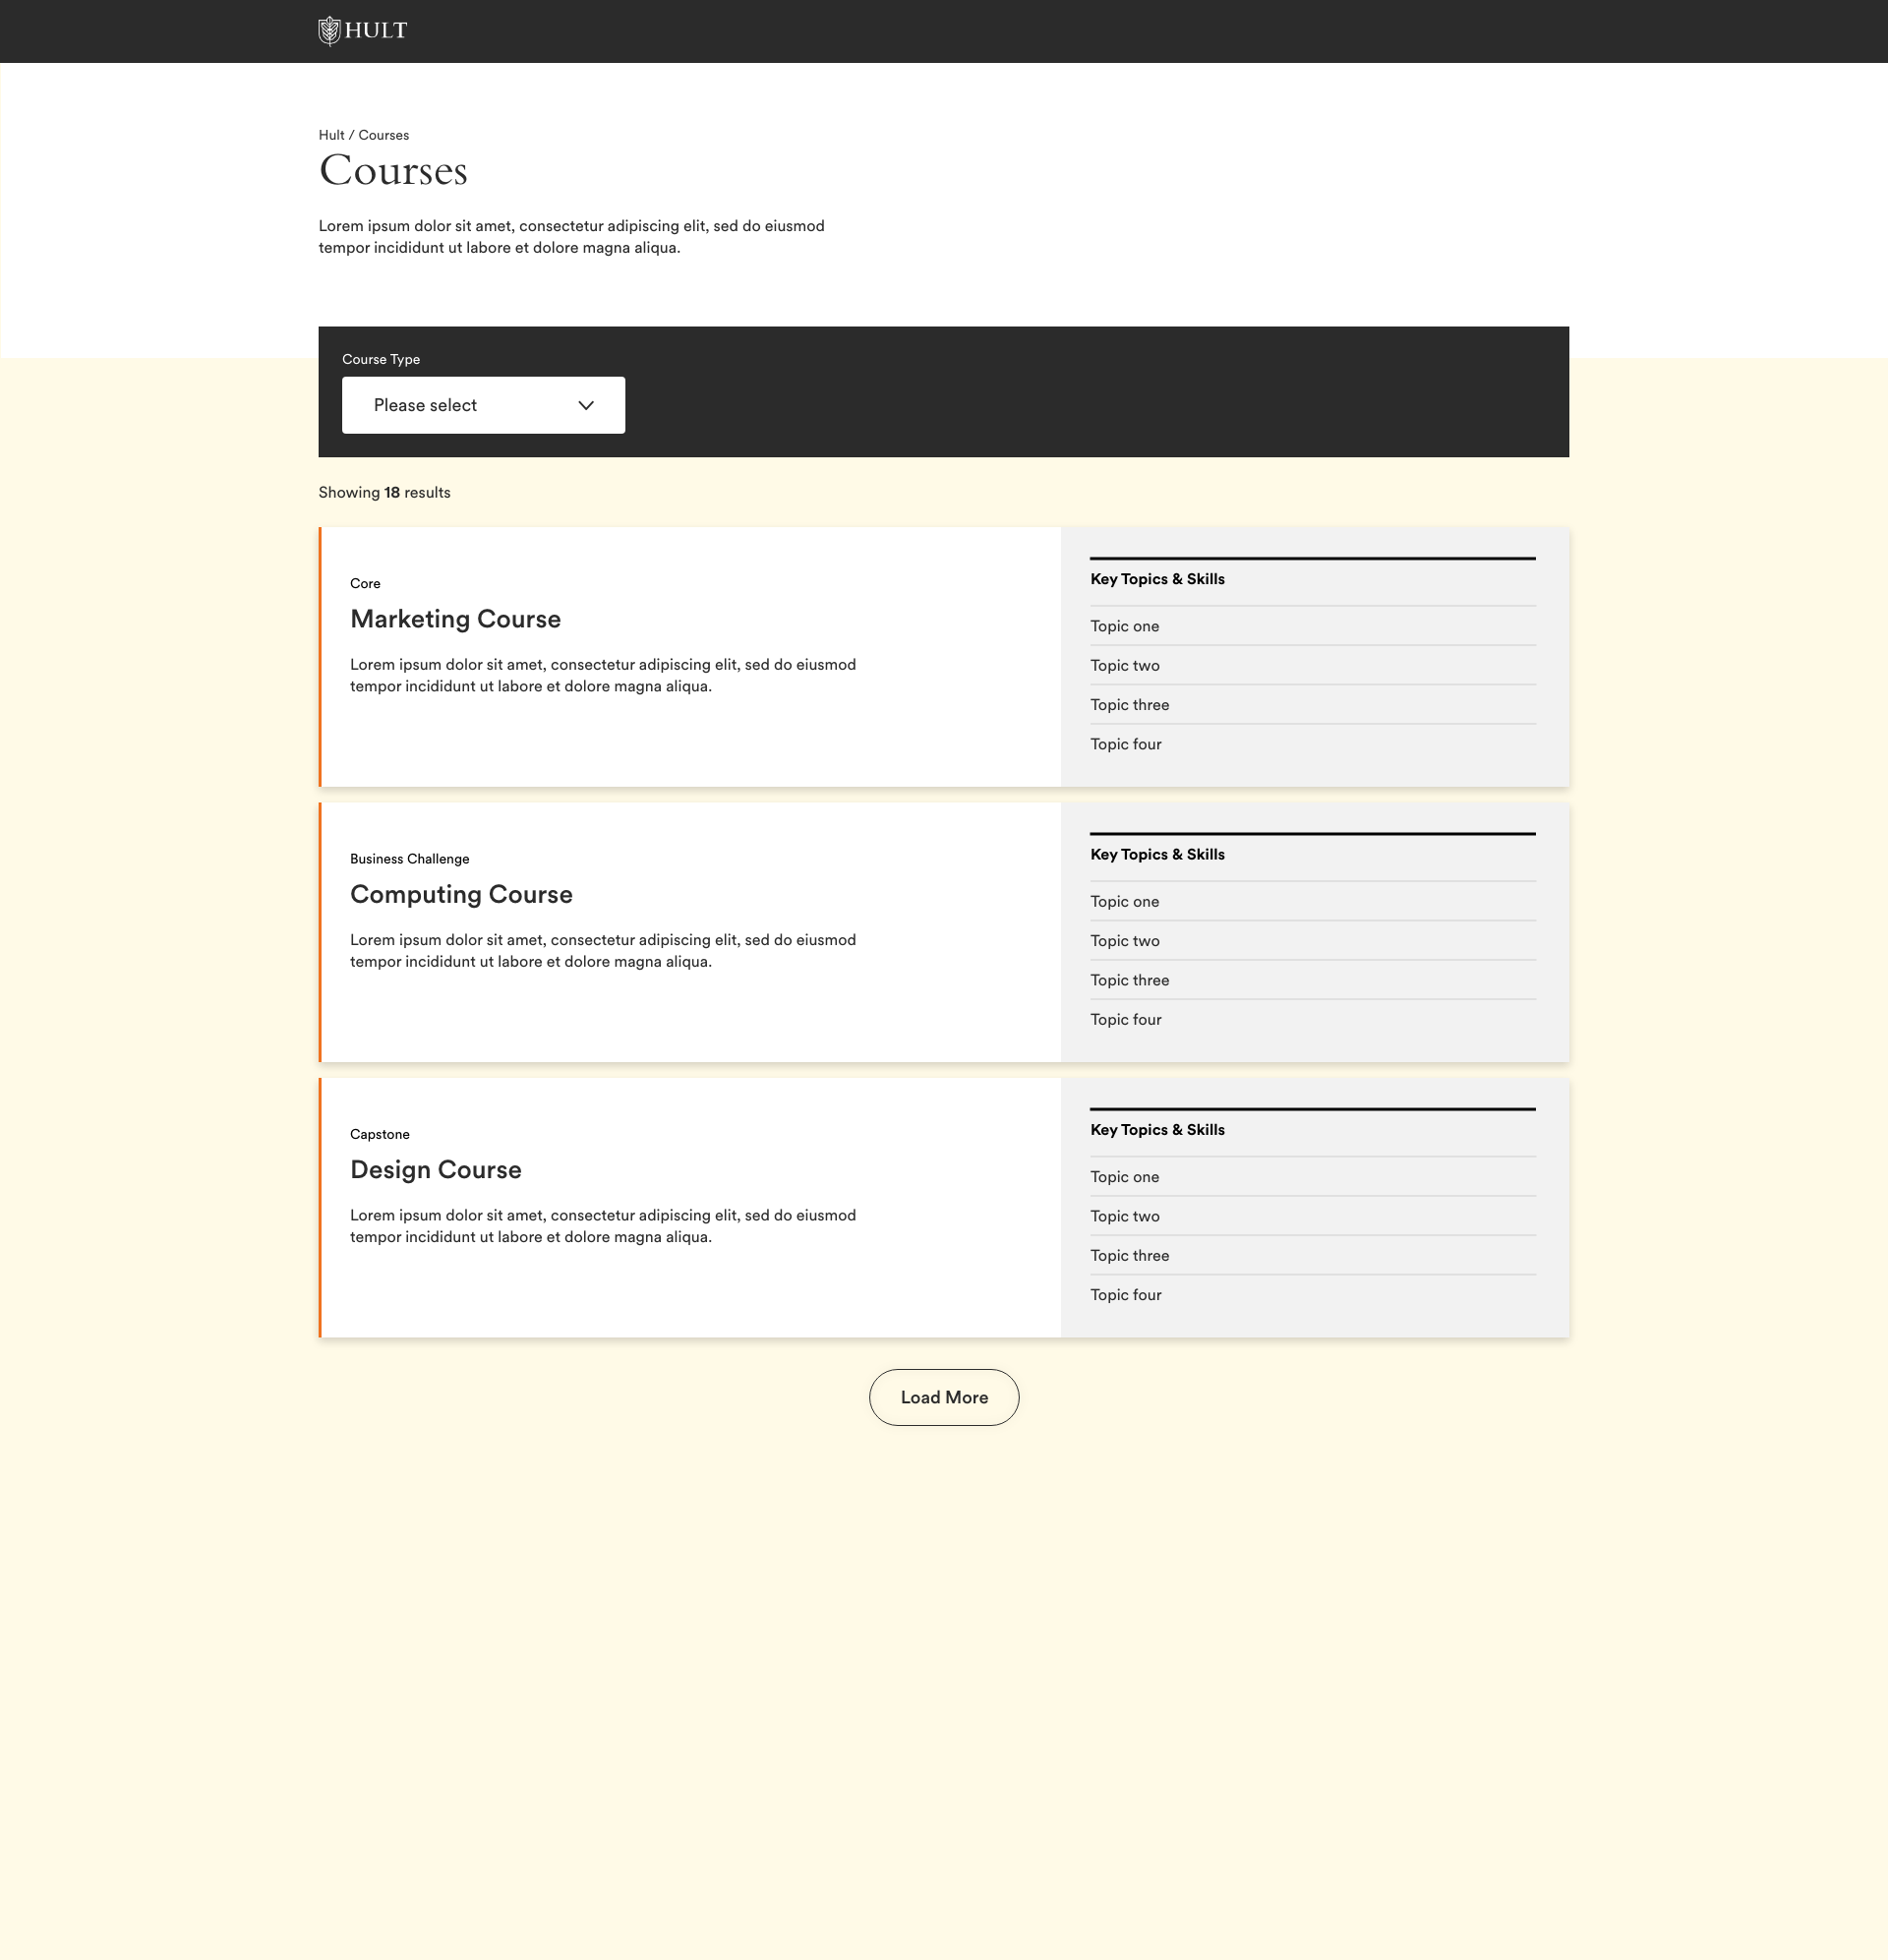 HULT
Hult / Courses
Courses
Lorem ipsum dolor sit amet, consectetur adipiscing elit, sed do eiusmod
tempor incididunt ut labore et dolore magna aliqua.
Course Type
Please select
Showing 18 results
Core
Marketing Course
Lorem ipsum dolor sit amet, consectetur adipiscing elit, sed do eiusmod
tempor incididunt ut labore et dolore magna aliqua.
Key Topics & Skills
Topic one
Topic two
Topic three
Topic four
Business Challenge
Computing Course
Lorem ipsum dolor sit amet, consectetur adipiscing elit, sed do eiusmod
tempor incididunt ut labore et dolore magna aliqua.
Key Topics & Skills
Topic one
Topic two
Topic three
Topic four
Capstone
Design Course
Lorem ipsum dolor sit amet, consectetur adipiscing elit, sed do eiusmod
tempor incididunt ut labore et dolore magna aliqua.
Key Topics & Skills
Topic one
Topic two
Topic three
Topic four
Load More